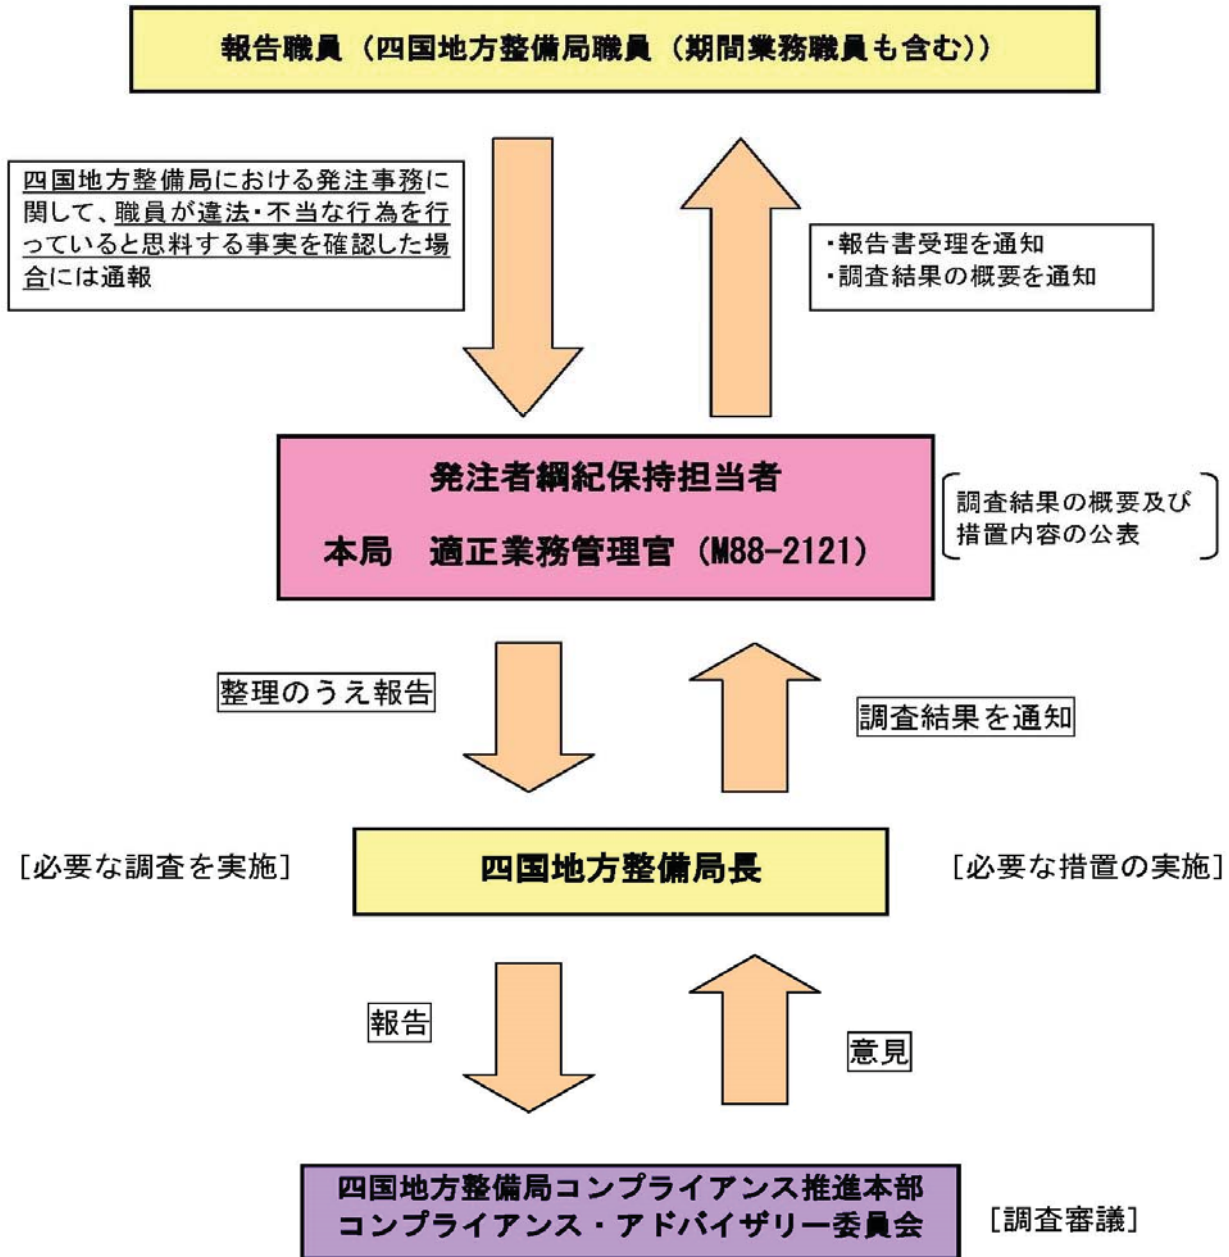 報告職員（四国地方整備局職員（期間業務職員も含む））
四国地方整備局における発注事務に
関して、職員が違法・不当な行為を行
っていると思料する事実を確認した場
合には通報
・報告書受理を通知
・調査結果の概要を通知
発注者綱紀保持担当者
本局　適正業務管理官（M88-2121）
調査結果の概要及び
措置内容の公表
整理のうえ報告
調査結果を通知
[必要な調査を実施]
四国地方整備局長
[必要な措置の実施]
報告
意見
四国地方整備局コンプライアンス推進本部
コンプライアンス・アドバイザリー委員会
[調査審議]